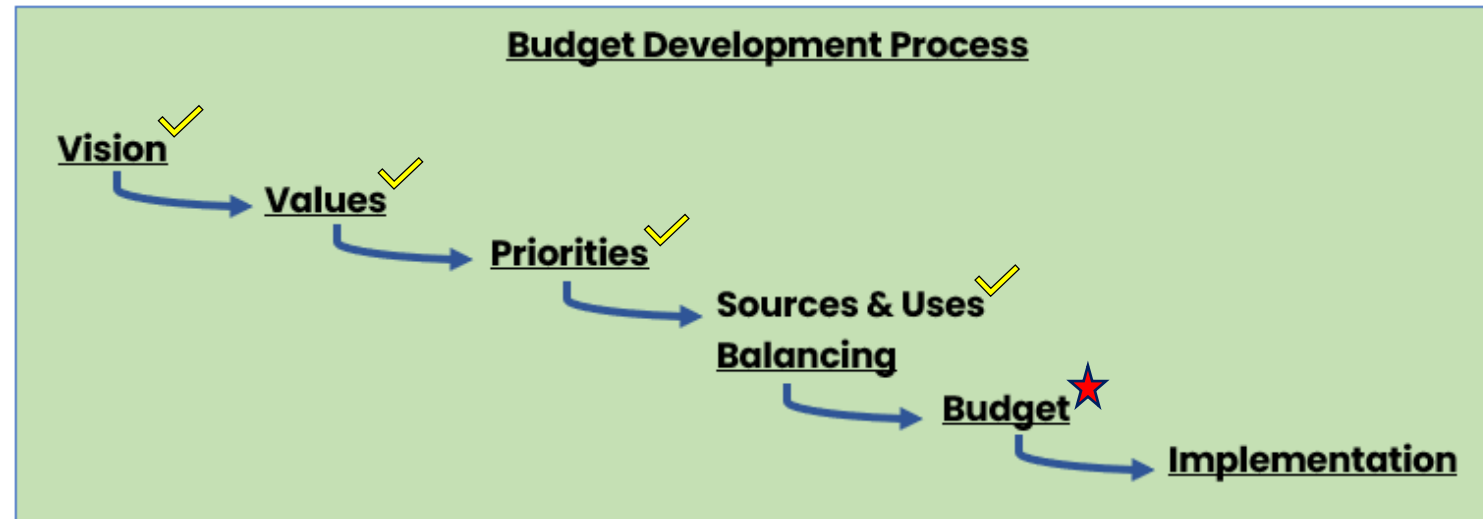 Budget Development Process
Vision
Values
Priorities
Sources & Uses
Balancing
Budget
Implementation